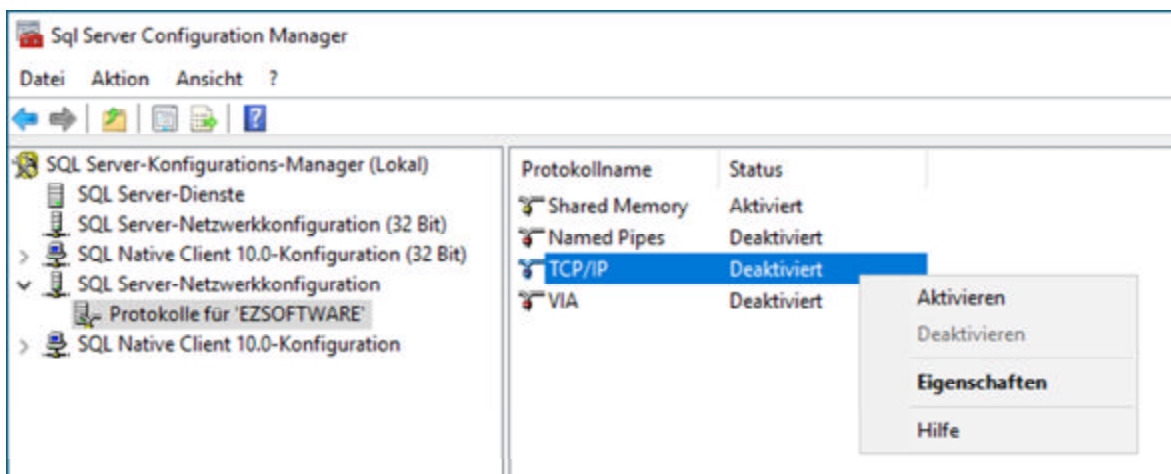 Sql Server Configuration Manager
Datei Aktion Ansicht ?
SQL Server-Konfigurations-Manager (Lokal)
SQL Server-Dienste
SQL Server-Netzwerkkonfiguration (32 Bit)
SQL Native Client 10.0-Konfiguration (32 Bit)
SQL Server-Netzwerkkonfiguration
Protokolle für 'EZSOFTWARE'
SQL Native Client 10.0-Konfiguration
Protokollname Status
Shared Memory Aktiviert
Named Pipes Deaktiviert
TCP/IP Deaktiviert
VIA Deaktiviert
Aktivieren
Deaktivieren
Eigenschaften
Hilfe